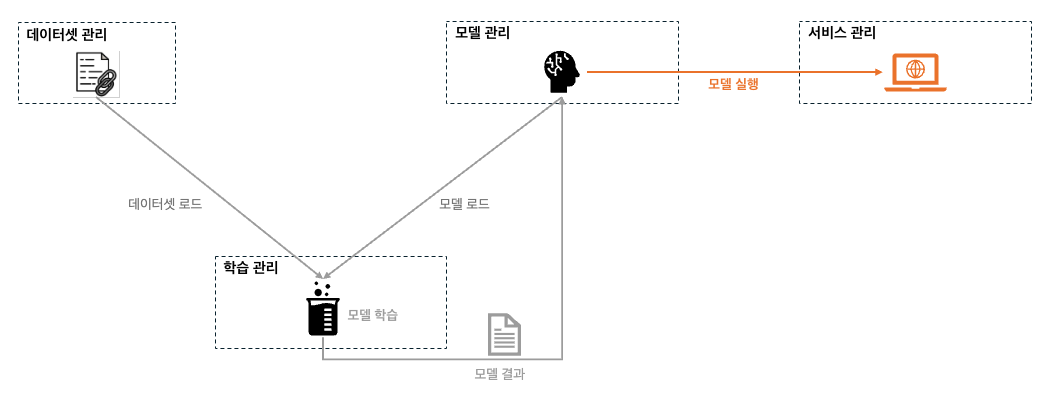 데이터셋 관리
모델 관리
서비스 관리
모델 실행
데이터셋 로드
모델 로드
학습 관리
모델 학습
모델 결과